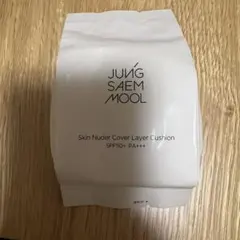 JUNG
SAEM
MOOL
Skin Nuder Cover Layer Cushion
SPF50+ PA+++